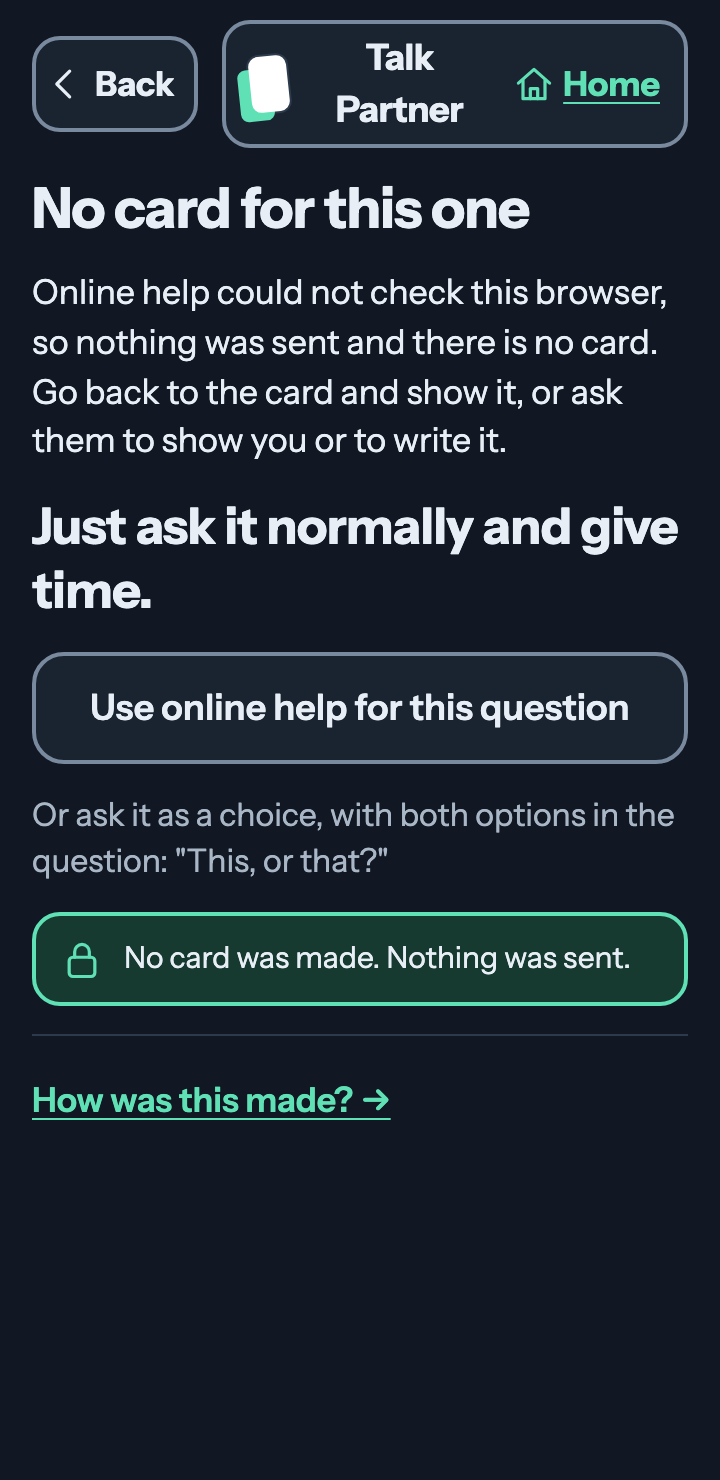 Back
Talk
Partner
Home
No card for this one
Online help could not check this browser,
so nothing was sent and there is no card.
Go back to the card and show it, or ask
them to show you or to write it.
Just ask it normally and give
time.
Use online help for this question
Or ask it as a choice, with both options in the
question: "This, or that?"
No card was made. Nothing was sent.
How was this made? →